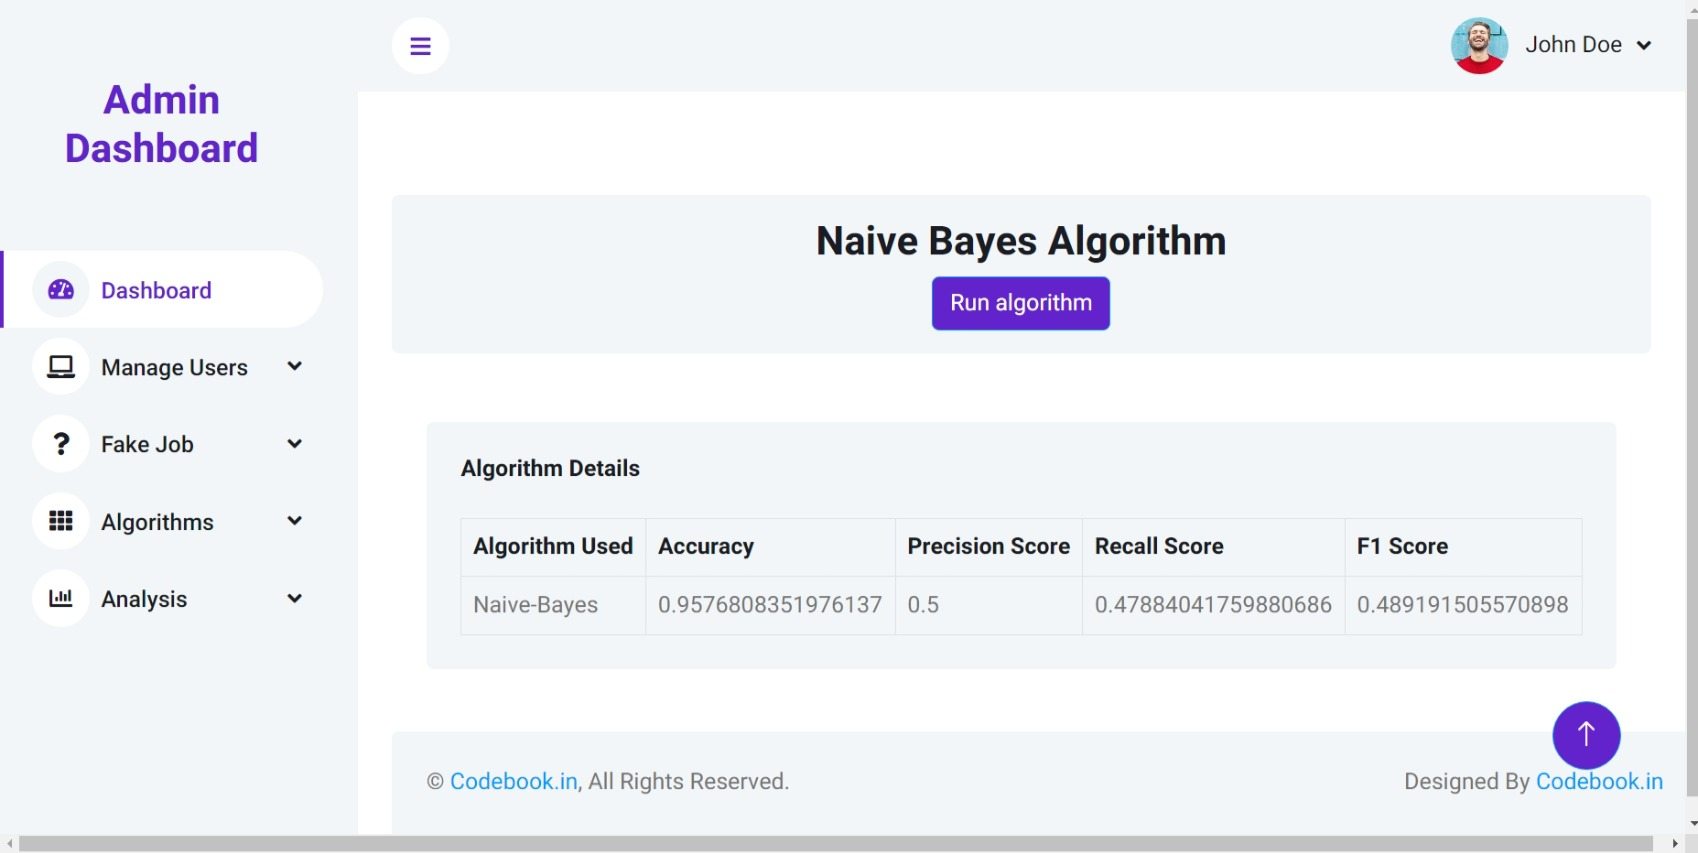 John Doe
Admin
Dashboard
Dashboard
Manage Users
Fake Job
Algorithms
Analysis
Naive Bayes Algorithm
Run algorithm
Algorithm Details
Algorithm Used Accuracy Precision Score Recall Score F1 Score
Naive-Bayes 0.9576808351976137 0.5 0.47884041759880686 0.489191505570898
© Codebook.in, All Rights Reserved.
Designed By Codebook.in